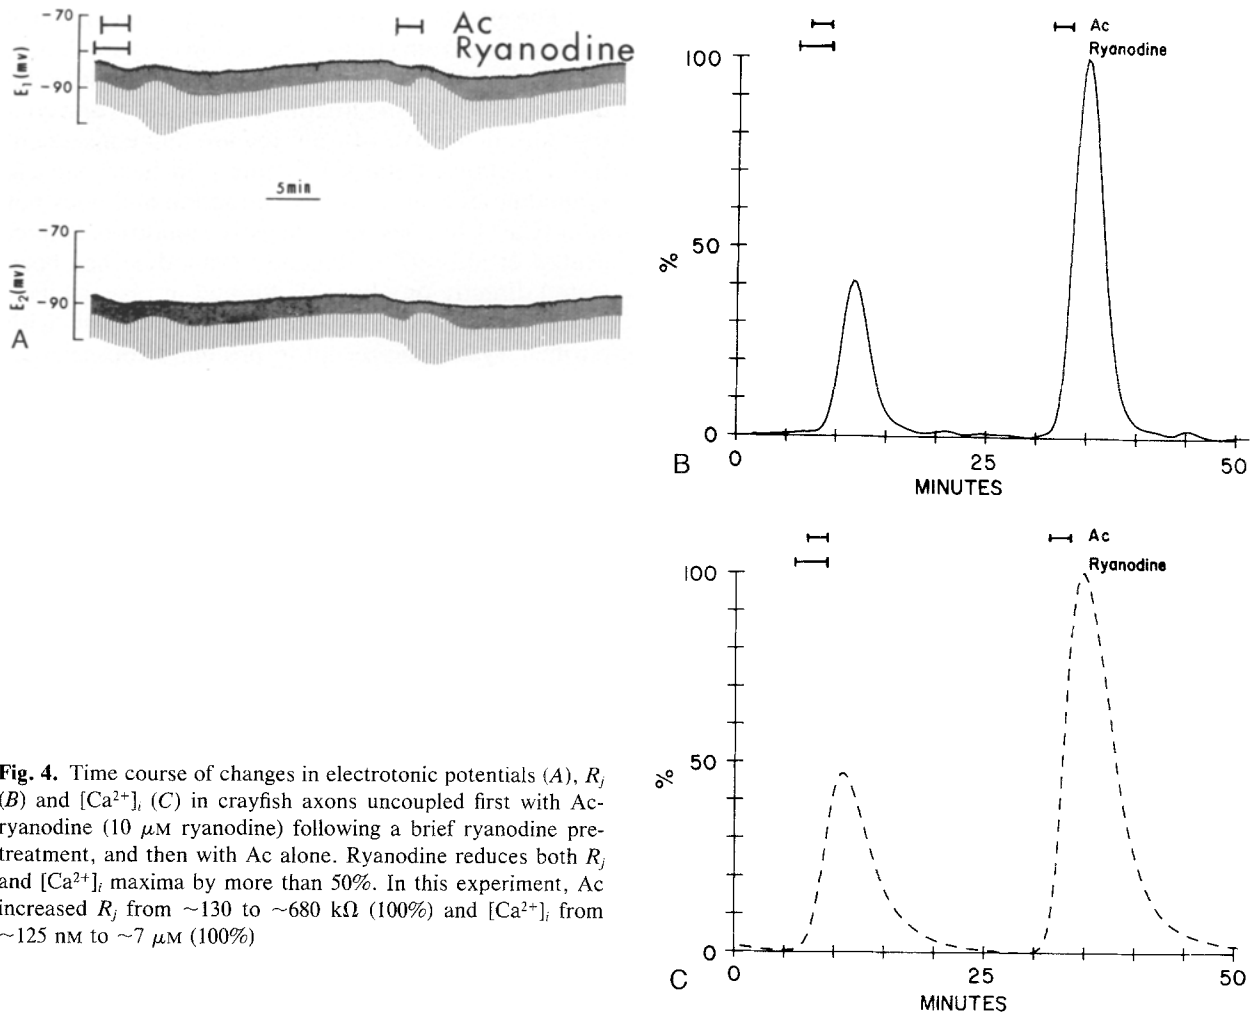 -70
Ac
Ryanodine
E₁(mv)
-90
5min
-70
E₂(mv)
-90
A
Ac
Ryanodine
100
50
%
0
B
0
25
50
MINUTES
Ac
Ryanodine
100
50
%
0
C
0
25
50
MINUTES
Fig. 4. Time course of changes in electrotonic potentials (A), Rⱼ
(B) and [Ca²⁺]ᵢ (C) in crayfish axons uncoupled first with Ac-
ryanodine (10 μM ryanodine) following a brief ryanodine pre-
treatment, and then with Ac alone. Ryanodine reduces both Rⱼ
and [Ca²⁺]ᵢ maxima by more than 50%. In this experiment, Ac
increased Rⱼ from ~130 to ~680 kΩ (100%) and [Ca²⁺]ᵢ from
~125 nM to ~7 μM (100%)